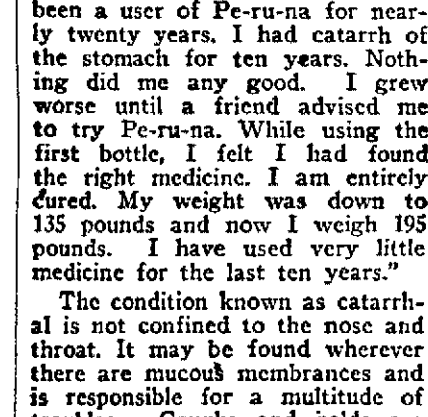 been a user of Pe-ru-na for near-
ly twenty years. I had catarrh of
the stomach for ten years. Noth-
ing did me any good. I grew
worse until a friend advised me
to try Pe-ru-na. While using the
first bottle, I felt I had found
the right medicine. I am entirely
cured. My weight was down to
135 pounds and now I weigh 195
pounds. I have used very little
medicine for the last ten years."
The condition known as catarrh-
al is not confined to the nose and
throat. It may be found wherever
there are mucous membrances and
is responsible for a multitude of